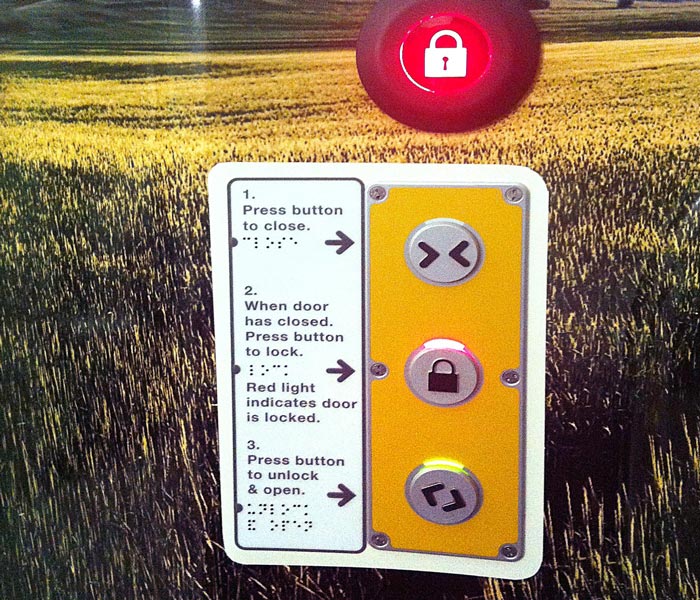 1.
Press button
to close.
2.
When door
has closed.
Press button
to lock.
Red light
indicates door
is locked.
3.
Press button
to unlock
& open.